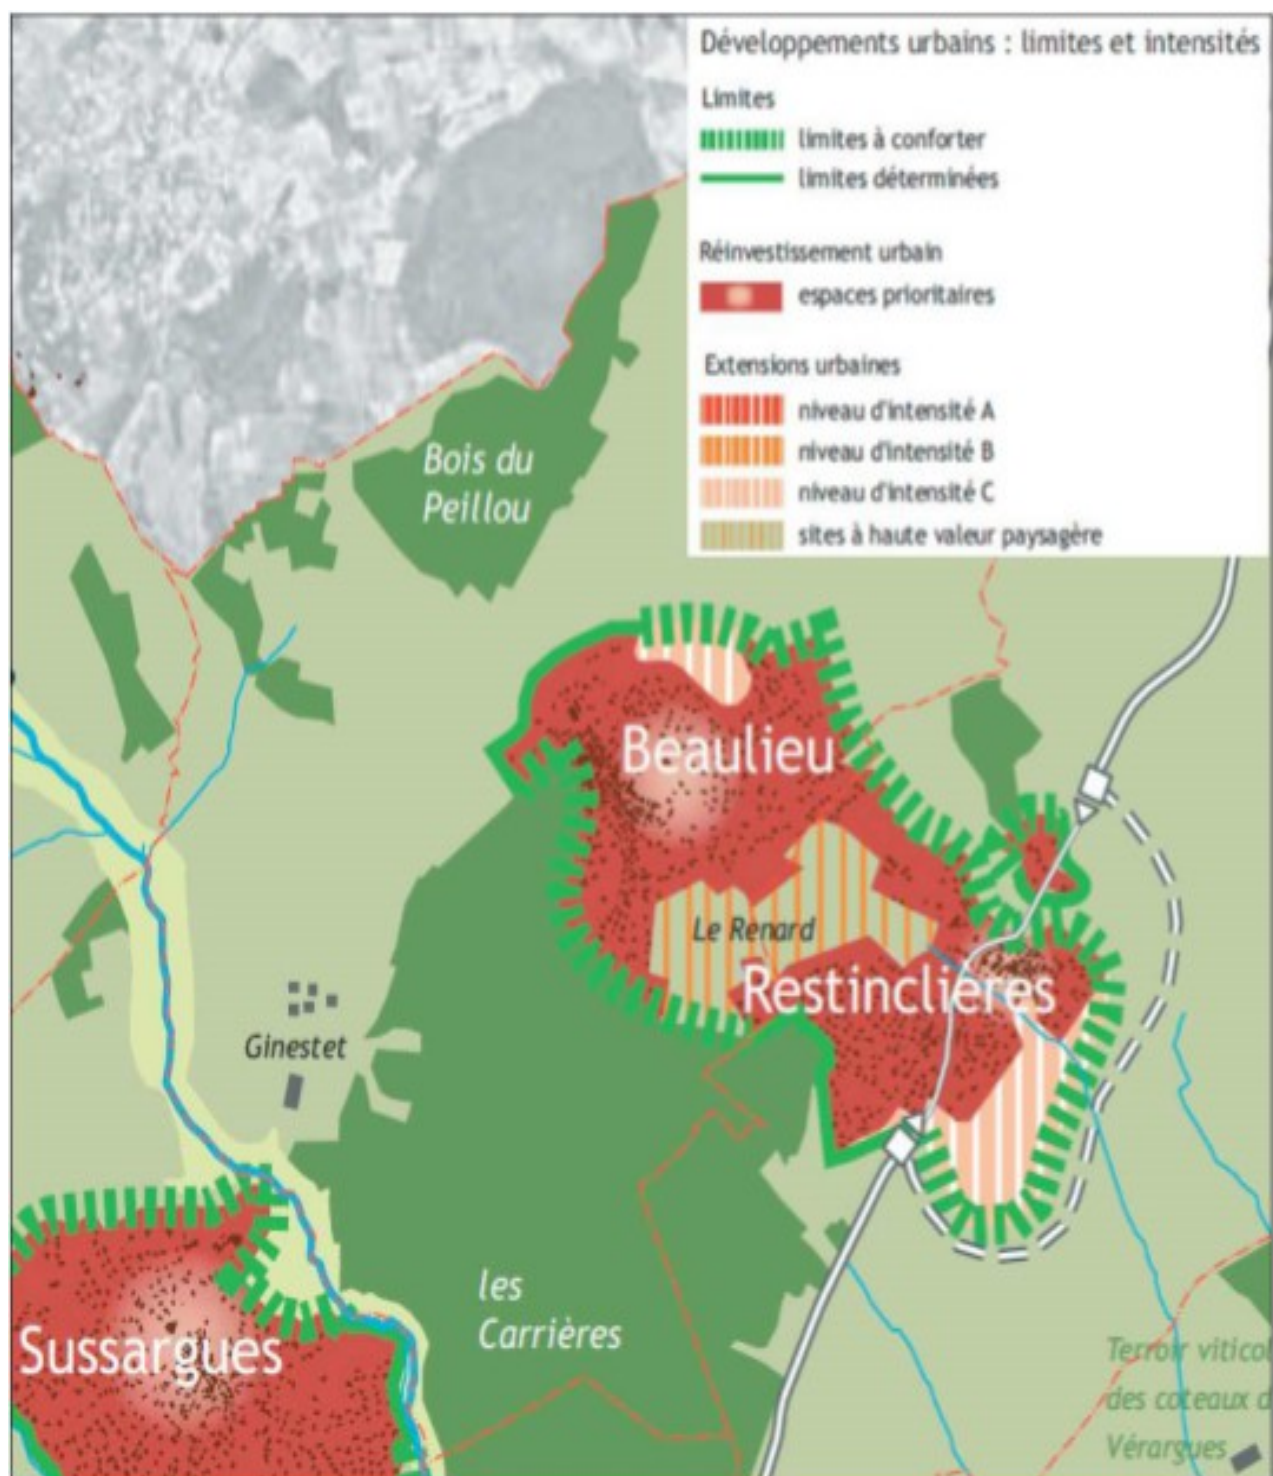 Développements urbains : limites et intensités
Limites
limites à conforter
limites déterminées
Réinvestissement urbain
espaces prioritaires
Extensions urbaines
niveau d'intensité A
niveau d'intensité B
niveau d'intensité C
sites à haute valeur paysagère
Bois du
Peillou
Beaulieu
Le Renard
Restinclières
Ginestet
les
Carrières
Sussargues
Terroir viticol
des coteaux d
Vérargues